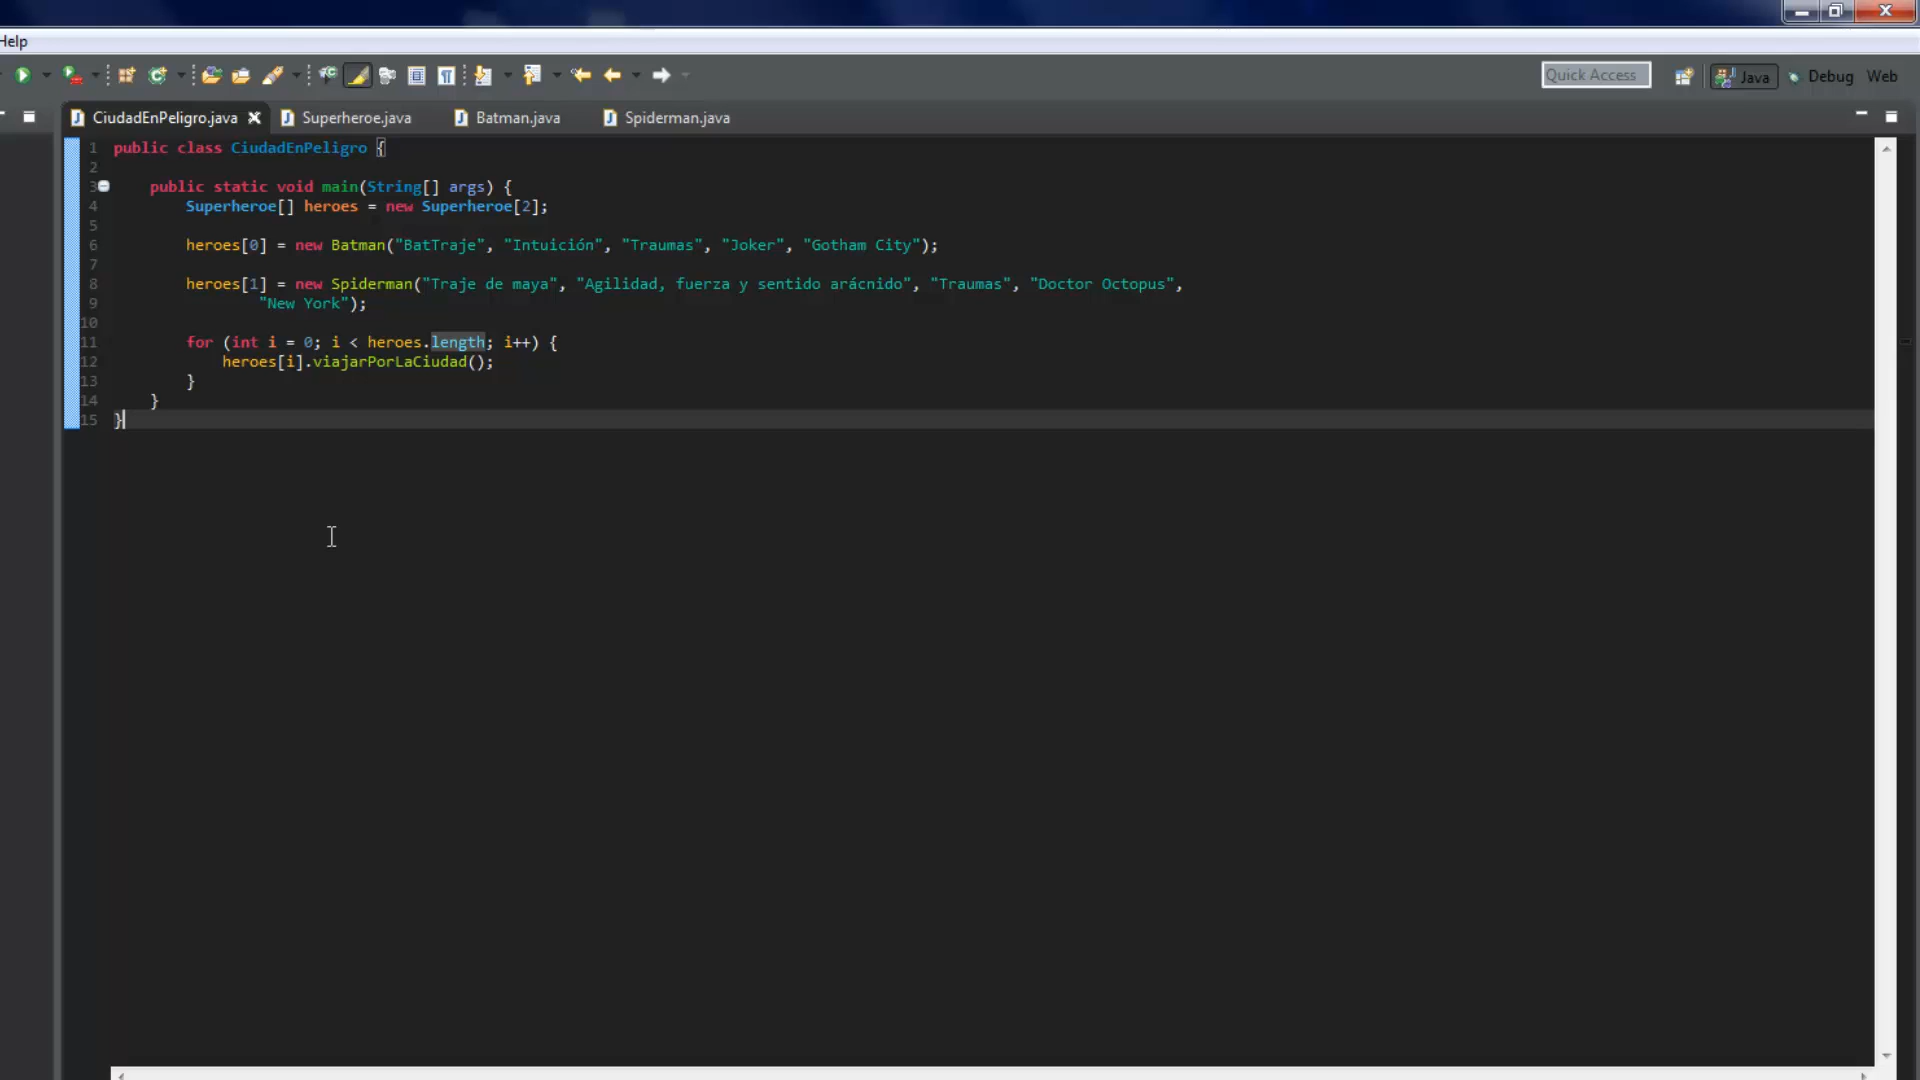 Help
Quick Access
Java
Debug
Web
CiudadEnPeligro.java
Superheroe.java
Batman.java
Spiderman.java
1 public class CiudadEnPeligro {
2
3 public static void main(String[] args) {
4 Superheroe[] heroes = new Superheroe[2];
5
6 heroes[0] = new Batman("BatTraje", "Intuición", "Traumas", "Joker", "Gotham City");
7
8 heroes[1] = new Spiderman("Traje de maya", "Agilidad, fuerza y sentido arácnido", "Traumas", "Doctor Octopus",
9 "New York");
10
11 for (int i = 0; i < heroes.length; i++) {
12 heroes[i].viajarPorLaCiudad();
13 }
14 }
15 }